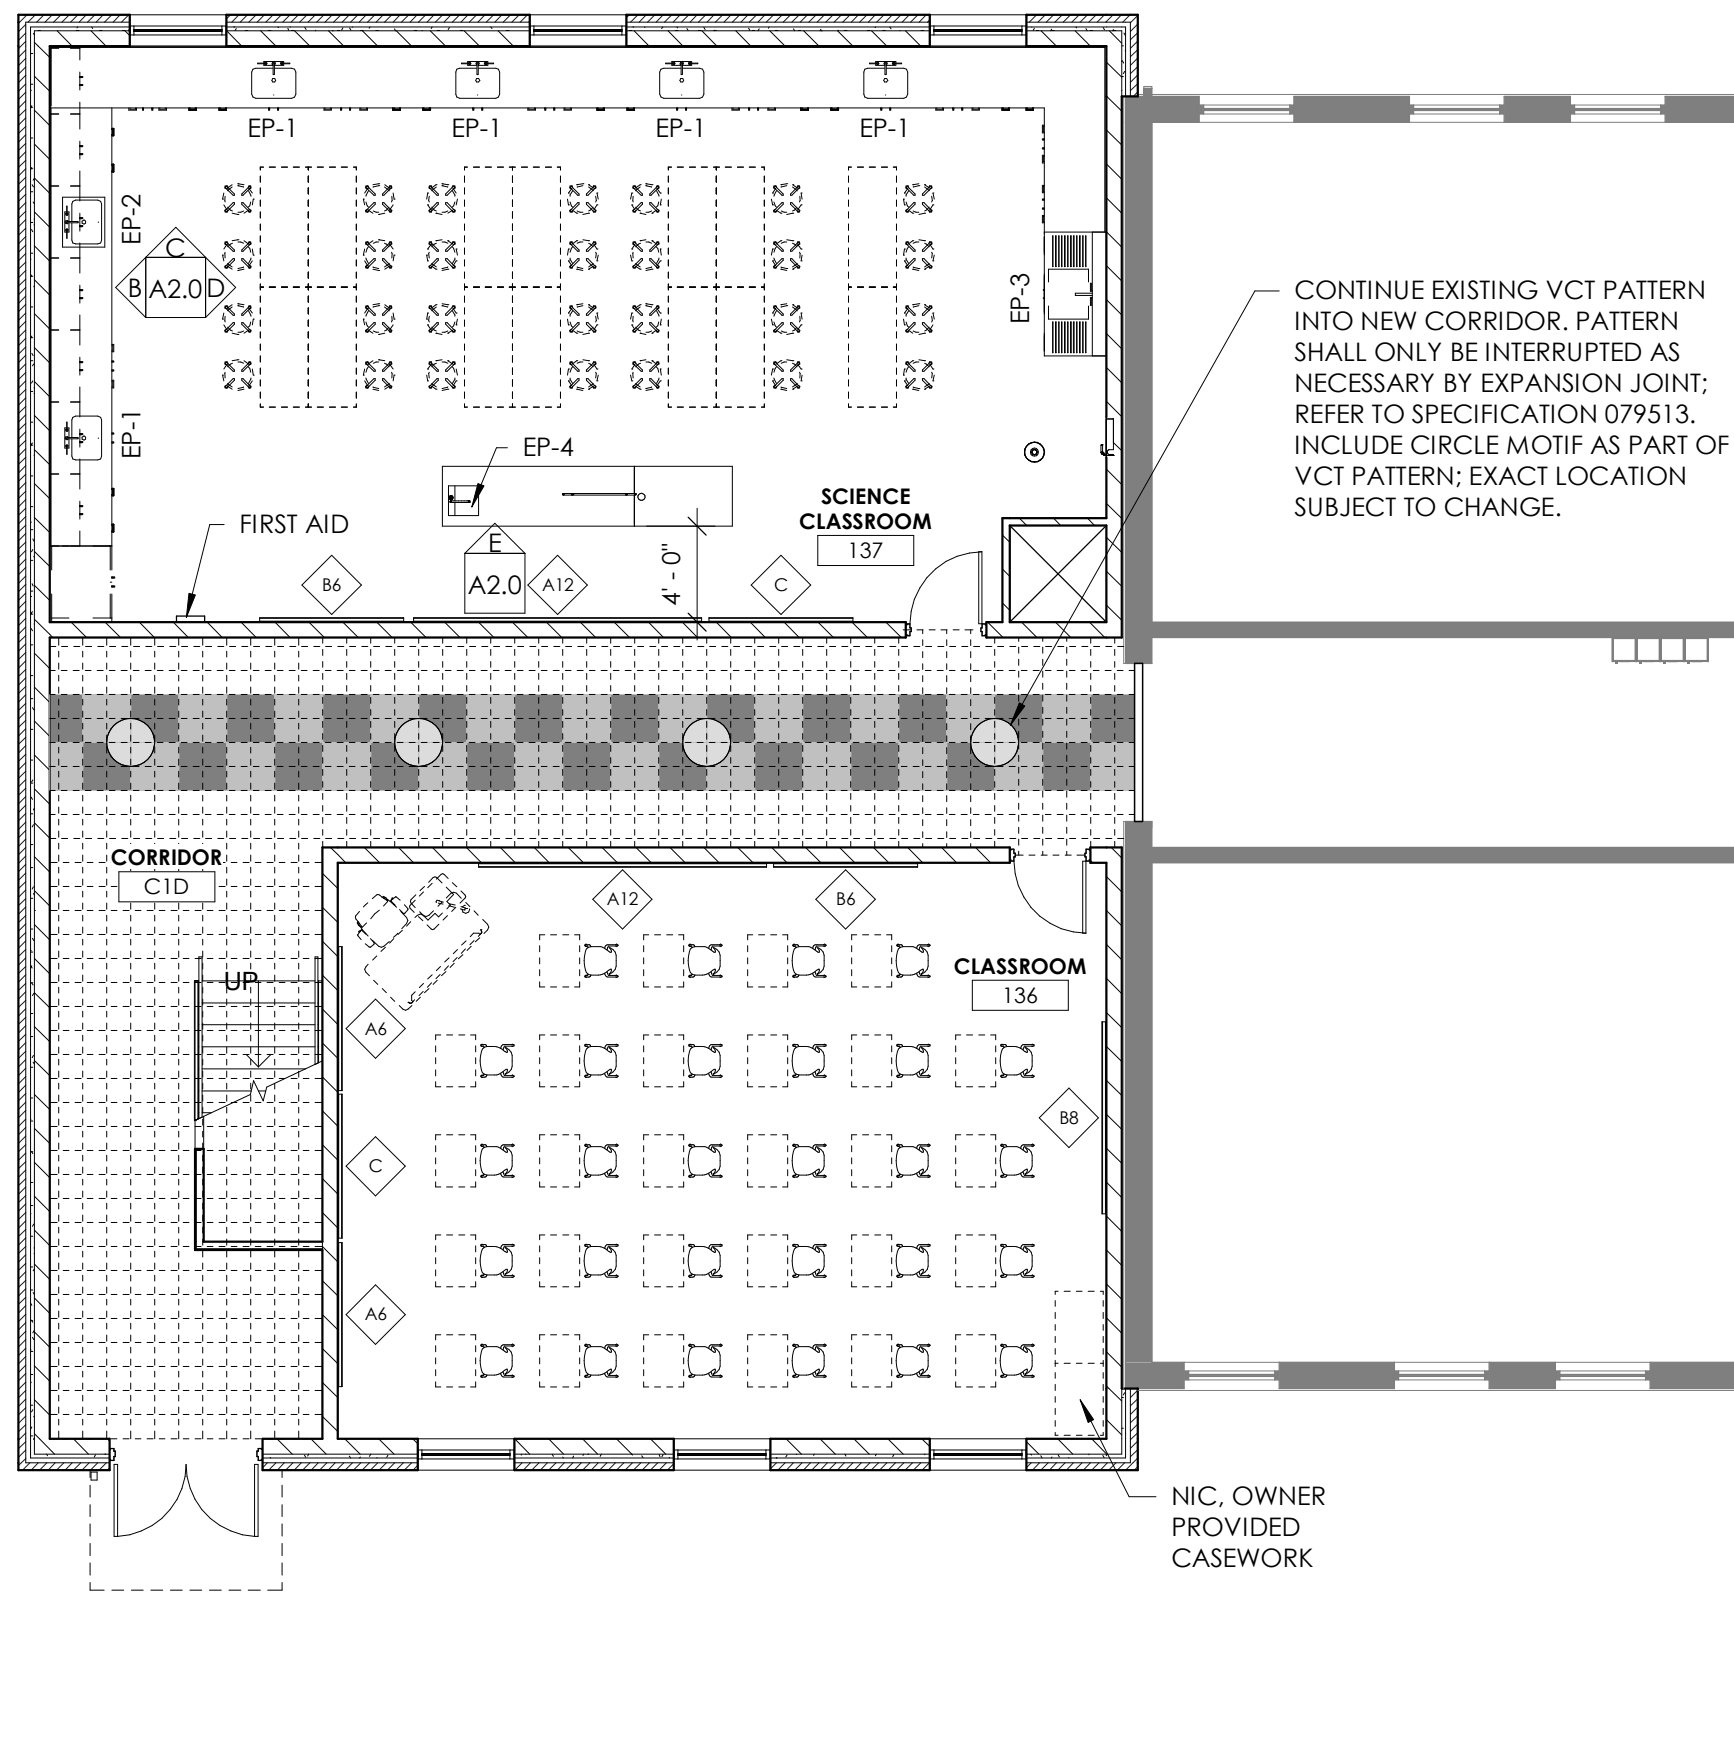 EP-1
EP-1
EP-1
EP-1
EP-2
C
B A2.0 D
EP-3
EP-1
CONTINUE EXISTING VCT PATTERN
INTO NEW CORRIDOR. PATTERN
SHALL ONLY BE INTERRUPTED AS
NECESSARY BY EXPANSION JOINT;
REFER TO SPECIFICATION 079513.
INCLUDE CIRCLE MOTIF AS PART OF
VCT PATTERN; EXACT LOCATION
SUBJECT TO CHANGE.
EP-4
SCIENCE
CLASSROOM
137
FIRST AID
E
A2.0
B6
A12
4' - 0"
C
CORRIDOR
C1D
A12
B6
CLASSROOM
136
UP
A6
B8
C
A6
NIC, OWNER
PROVIDED
CASEWORK